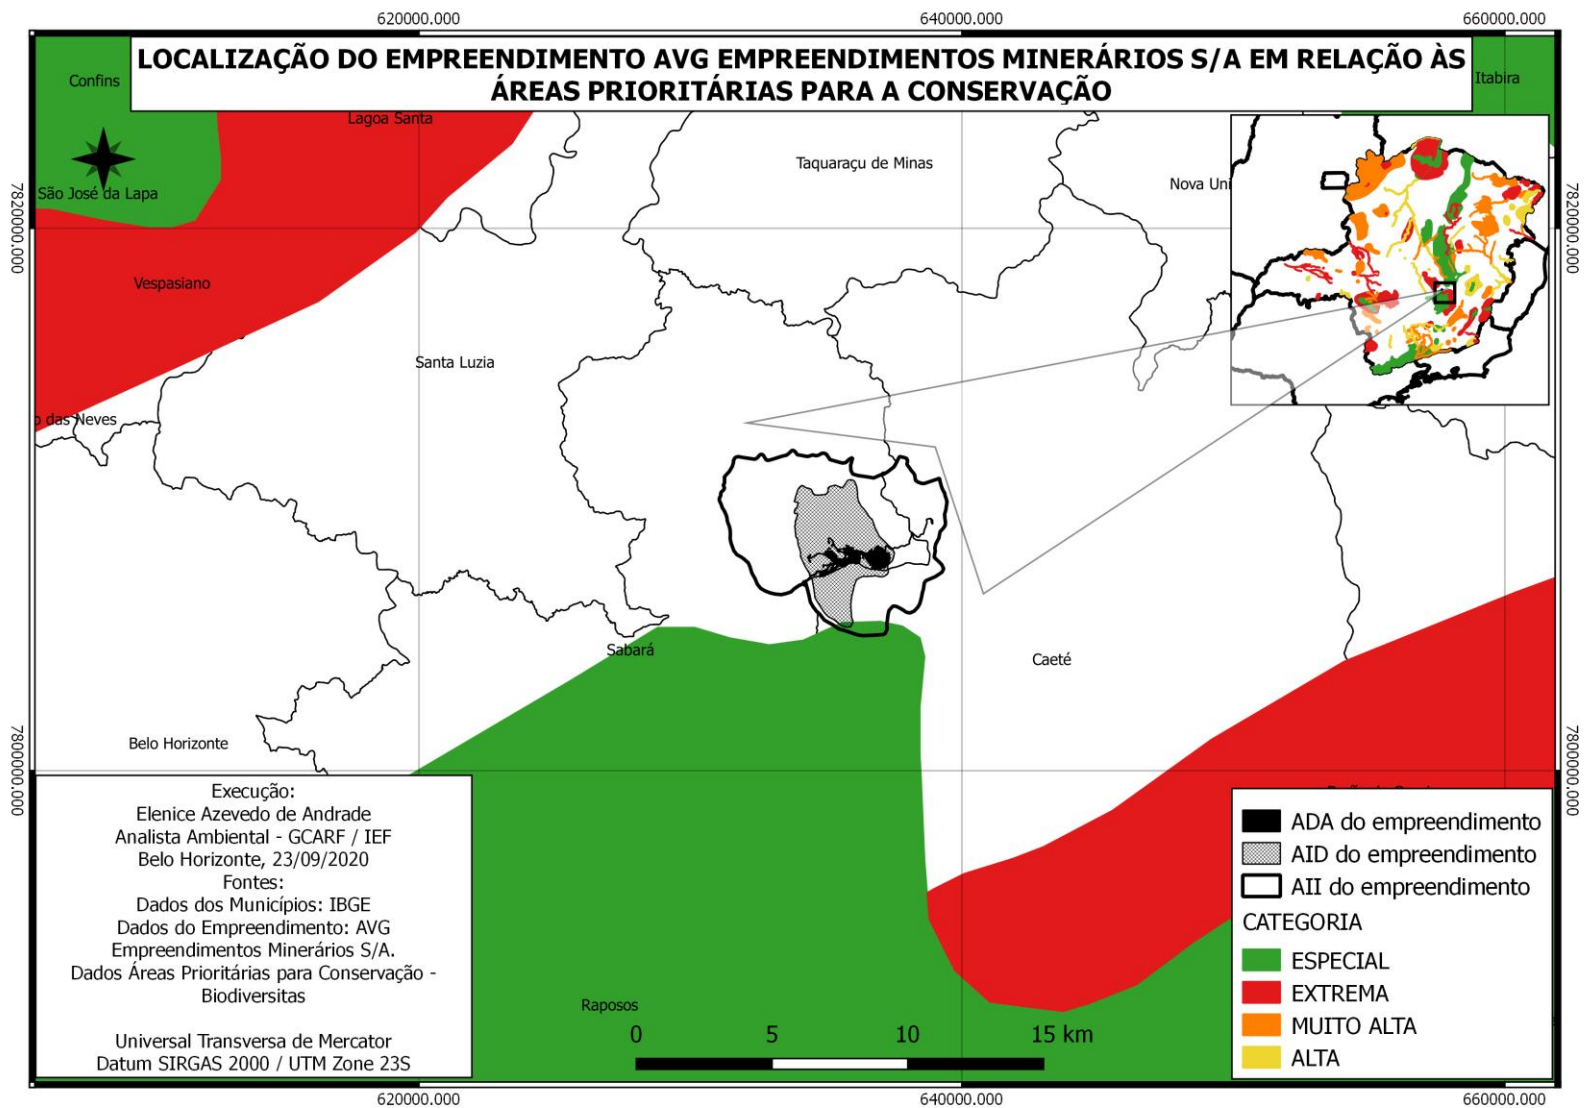 620000.000
640000.000
660000.000
LOCALIZAÇÃO DO EMPREENDIMENTO AVG EMPREENDIMENTOS MINERÁRIOS S/A EM RELAÇÃO ÀS
ÁREAS PRIORITÁRIAS PARA A CONSERVAÇÃO
Confins
Itabira
Lagoa Santa
Taquaraçu de Minas
Nova Uni
São José da Lapa
7820000.000
7820000.000
Vespasiano
Santa Luzia
o das Neves
Sabará
Caeté
Belo Horizonte
7800000.000
7800000.000
Execução:
Elenice Azevedo de Andrade
Analista Ambiental - GCARF / IEF
Belo Horizonte, 23/09/2020
Fontes:
Dados dos Municípios: IBGE
Dados do Empreendimento: AVG
Empreendimentos Minerários S/A.
Dados Áreas Prioritárias para Conservação -
Biodiversitas
Universal Transversa de Mercator
Datum SIRGAS 2000 / UTM Zone 23S
Raposos
0 5 10 15 km
ADA do empreendimento
AID do empreendimento
AII do empreendimento
CATEGORIA
ESPECIAL
EXTREMA
MUITO ALTA
ALTA
620000.000
640000.000
660000.000